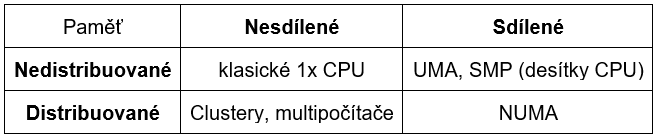 Paměť Nesdílené Sdílené
Nedistribuované klasické 1x CPU UMA, SMP (desítky CPU)
Distribuované Clustery, multipočítače NUMA